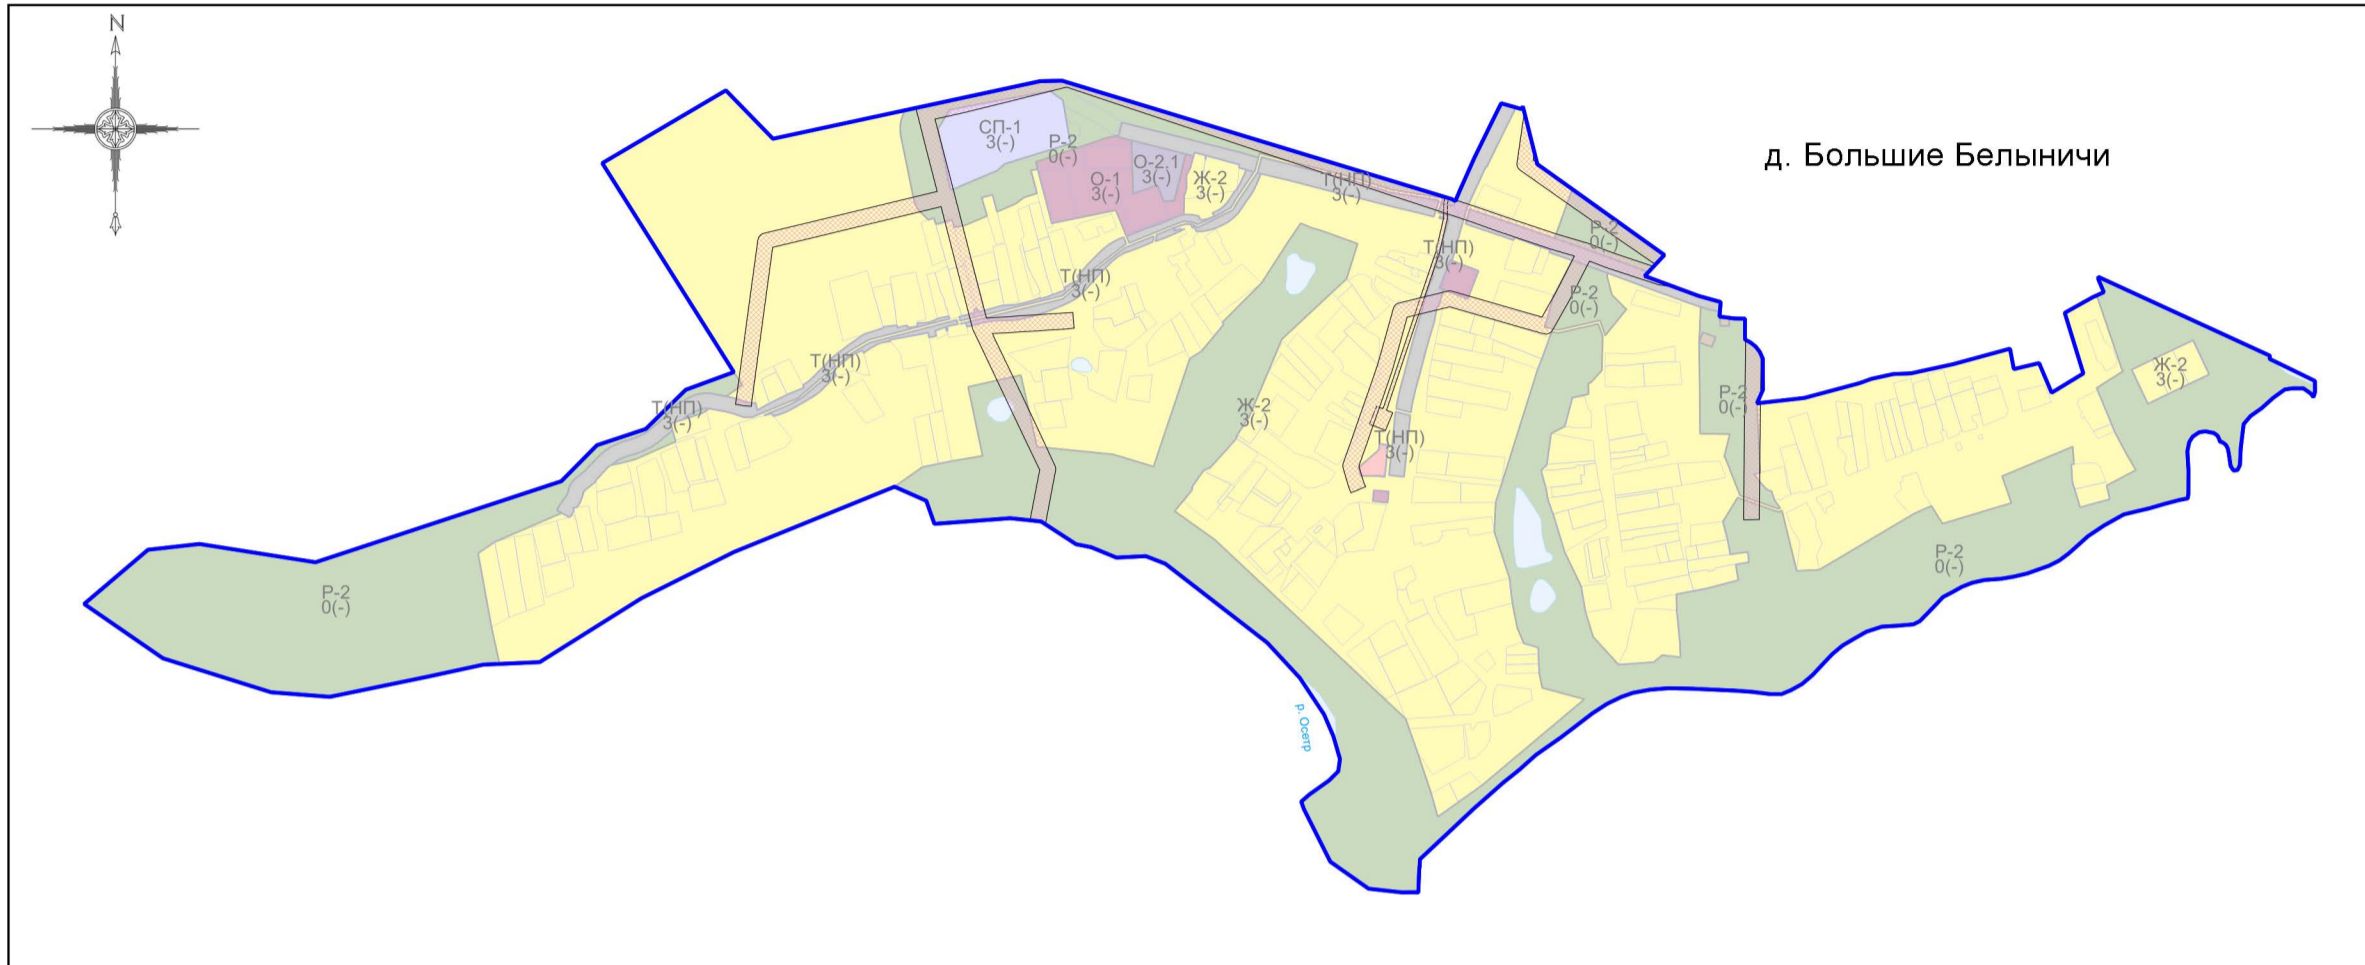 N
д. Большие Белыничи
СП-1
3(-)
Р-2
0(-)
О-1
3(-)
О-2.1
3(-)
Ж-2
3(-)
Т(НП)
3(-)
Р-2
0(-)
Т(НП)
3(-)
Т(НП)
3(-)
Р-2
0(-)
Т(НП)
3(-)
Ж-2
3(-)
Р-2
0(-)
Т(НП)
3(-)
Ж-2
3(-)
Т(НП)
3(-)
Р-2
0(-)
Р-2
0(-)
р. Осетр